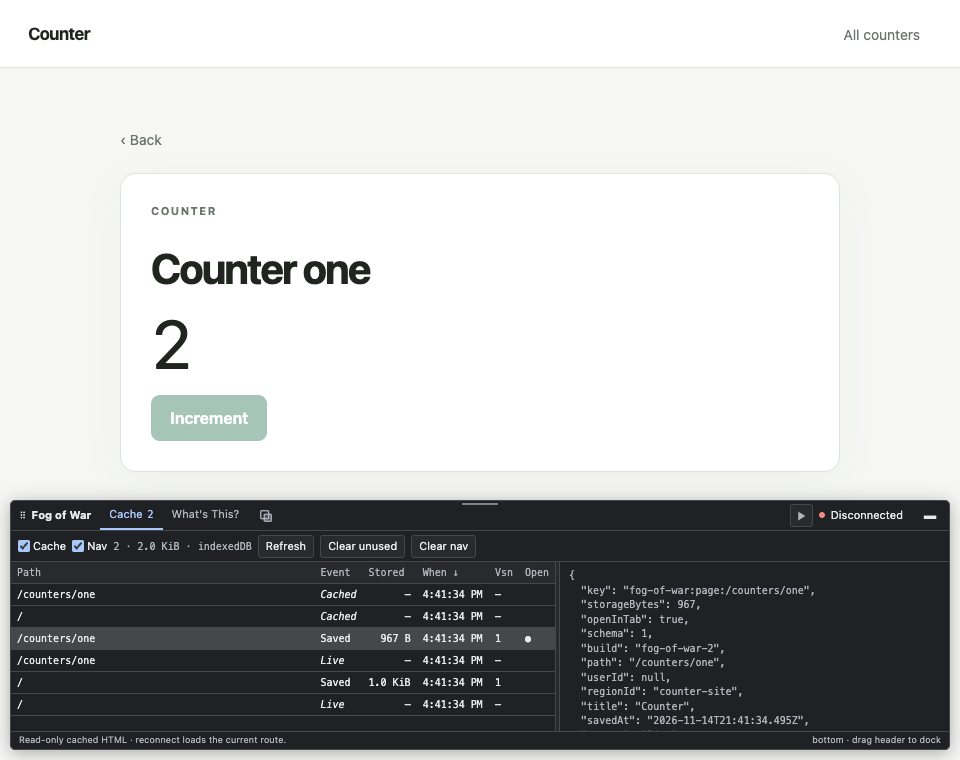 Counter All counters
‹ Back
COUNTER
Counter one
2
Increment
Fog of War Cache 2 What's This? Disconnected
Cache Nav 2 · 2.0 KiB · indexedDB Refresh Clear unused Clear nav
Path Event Stored When ↓ Vsn Open
/counters/one Cached — 4:41:34 PM —
/ Cached — 4:41:34 PM —
/counters/one Saved 967 B 4:41:34 PM 1 ●
/counters/one Live — 4:41:34 PM —
/ Saved 1.0 KiB 4:41:34 PM 1
/ Live — 4:41:34 PM —
{
"key": "fog-of-war:page:/counters/one",
"storageBytes": 967,
"openInTab": true,
"schema": 1,
"build": "fog-of-war-2",
"path": "/counters/one",
"userId": null,
"regionId": "counter-site",
"title": "Counter",
"savedAt": "2026-11-14T21:41:34.495Z",
Read-only cached HTML · reconnect loads the current route. bottom · drag header to dock